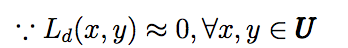 ∵ L_d(x, y) ≈ 0, ∀x, y ∈ U